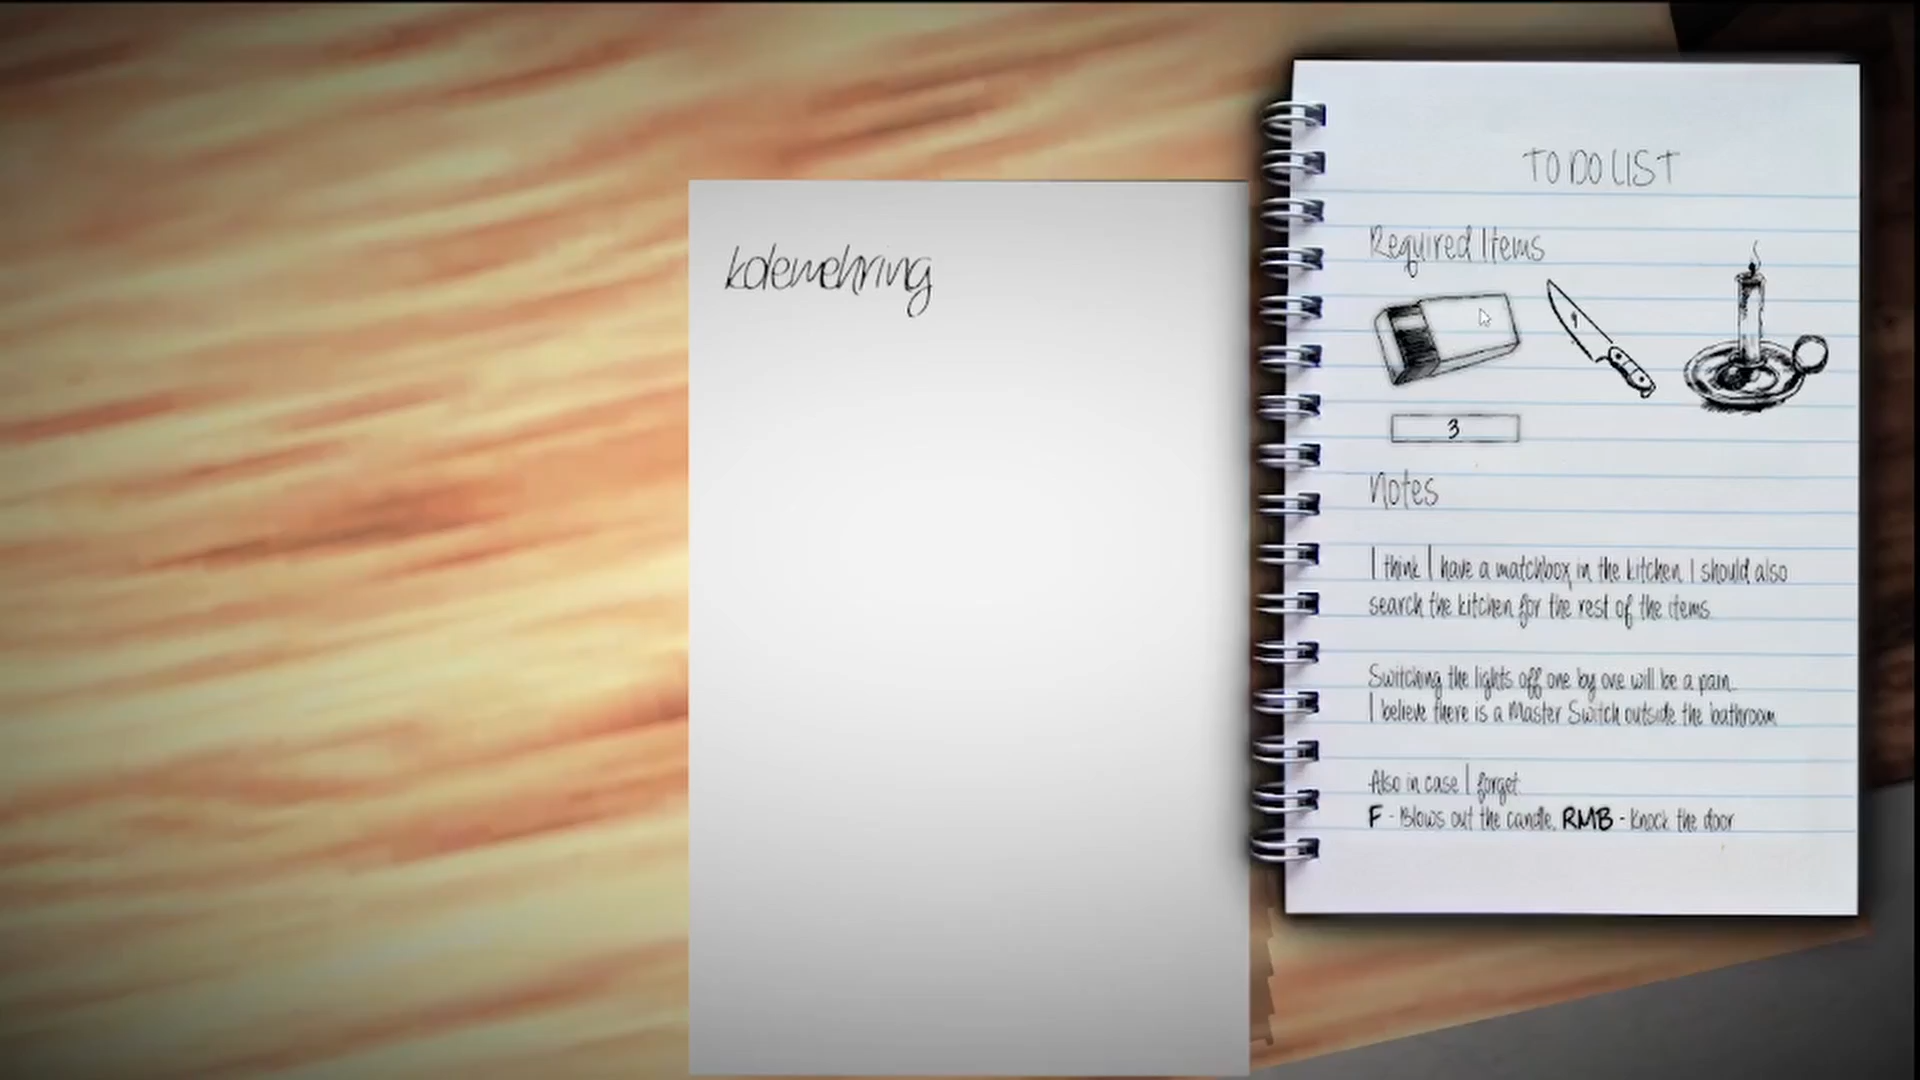 kolemehring
TO DO LIST
Required Items
3
Notes
I think I have a matchbox in the kitchen. I should also
search the kitchen for the rest of the items.
Switching the lights off one by one will be a pain.
I believe there is a Master Switch outside the bathroom.
Also in case I forget:
F - Blows out the candle, RMB - Knock the door